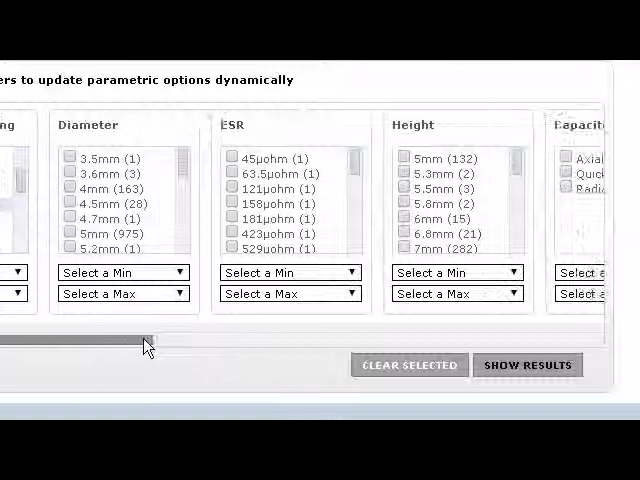 ers to update parametric options dynamically
ng
Diameter
3.5mm (1)
3.6mm (3)
4mm (163)
4.5mm (28)
4.7mm (1)
5mm (975)
5.2mm (1)
Select a Min
Select a Max
ESR
45µohm (1)
63.5µohm (1)
121µohm (1)
158µohm (1)
181µohm (1)
423µohm (1)
529µohm (1)
Select a Min
Select a Max
Height
5mm (132)
5.3mm (2)
5.5mm (3)
5.8mm (2)
6mm (15)
6.8mm (21)
7mm (282)
Select a Min
Select a Max
Capacit
Axial
Quick
Radia
Select a
Select a
CLEAR SELECTED
SHOW RESULTS